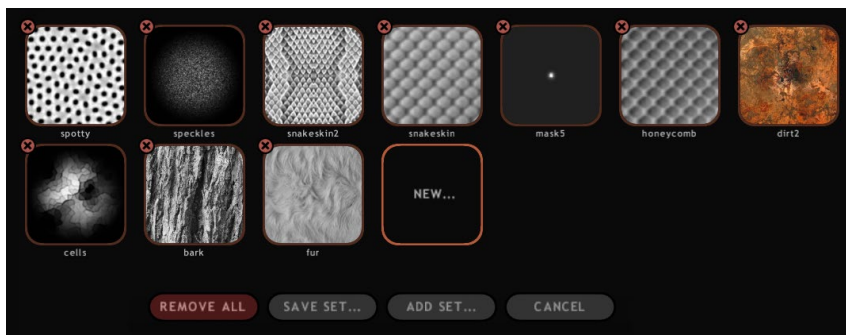 spotty
speckles
snakeskin2
snakeskin
mask5
honeycomb
dirt2
cells
bark
fur
NEW...
REMOVE ALL
SAVE SET...
ADD SET...
CANCEL